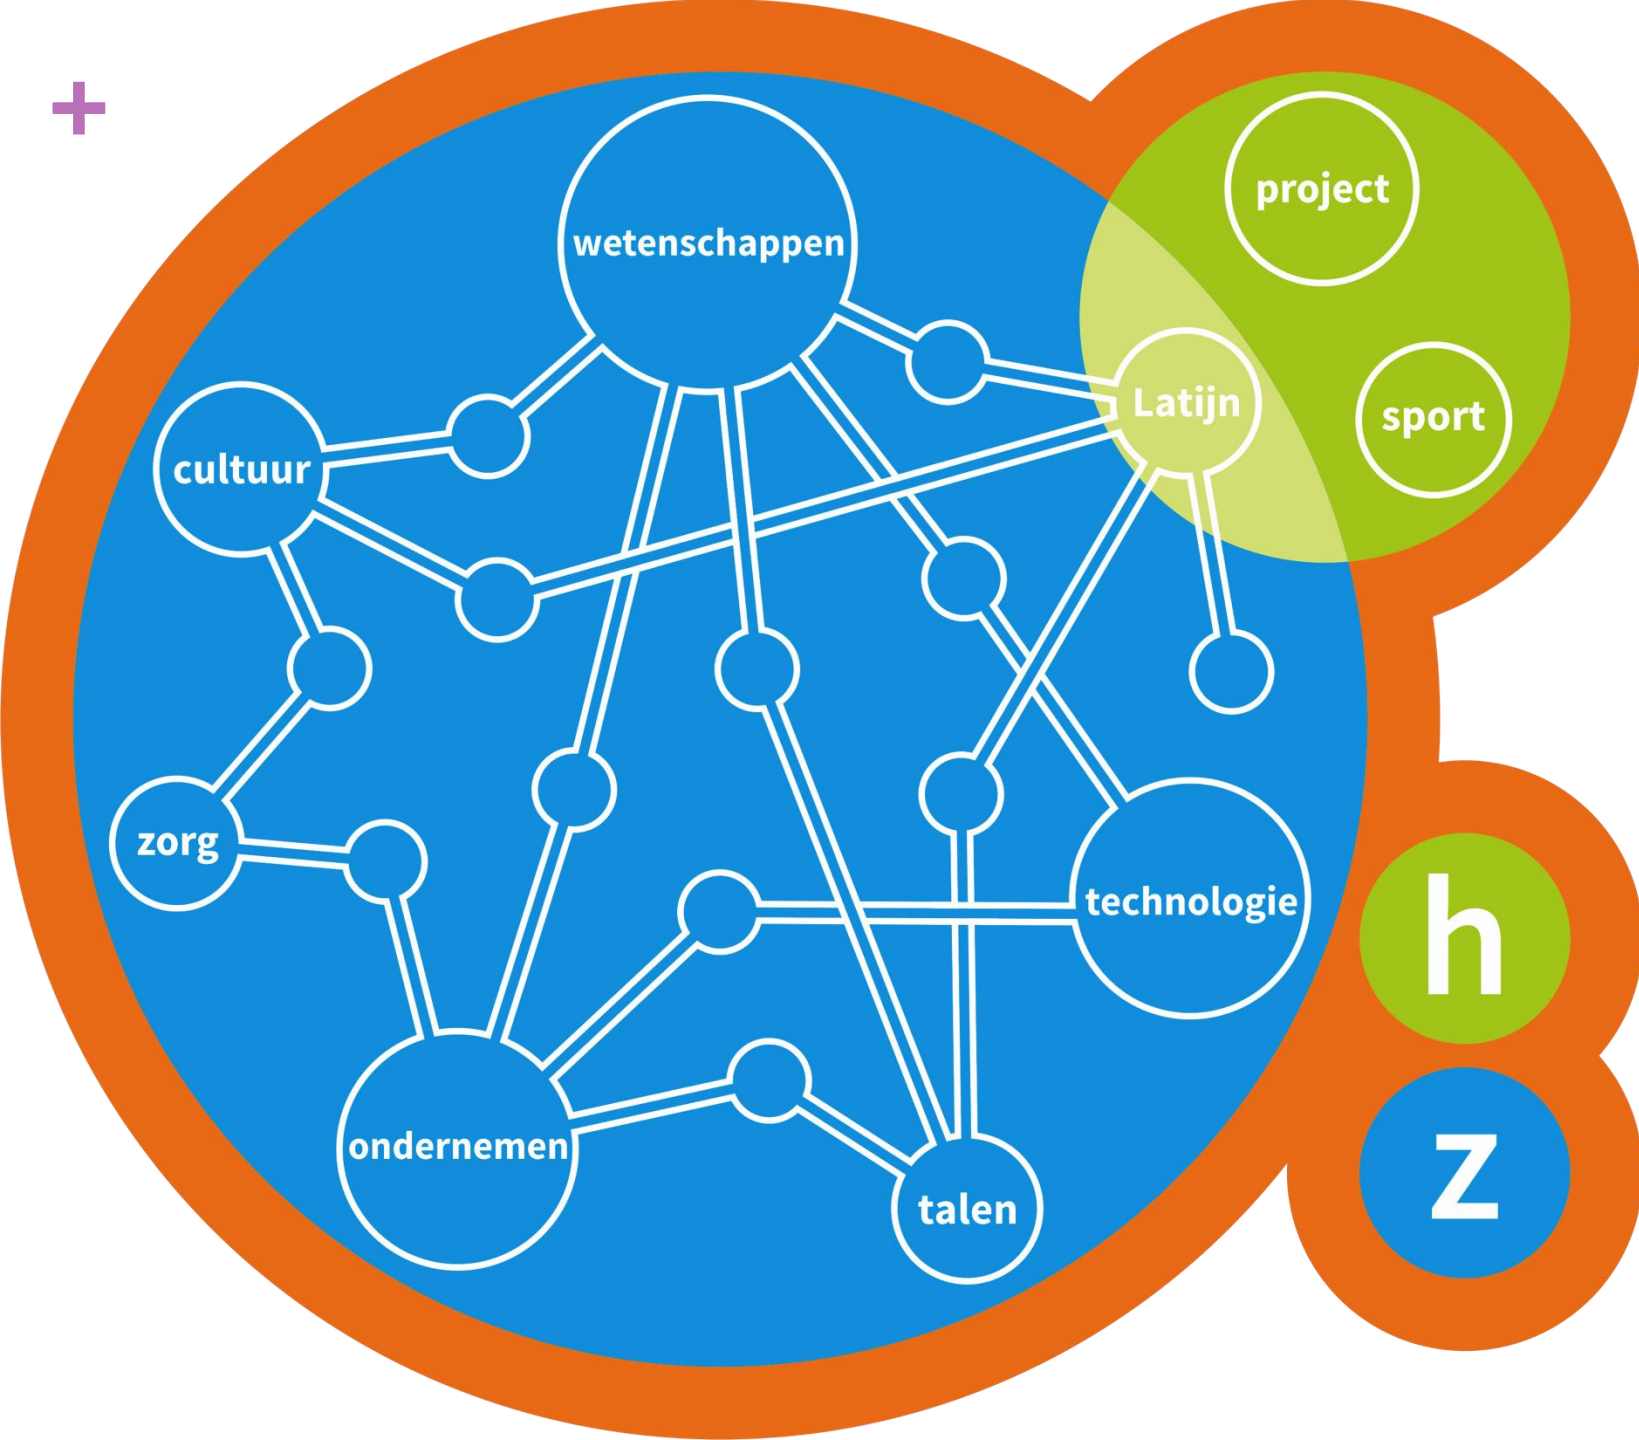 +
project
wetenschappen
Latijn
sport
cultuur
zorg
technologie
h
ondernemen
z
talen